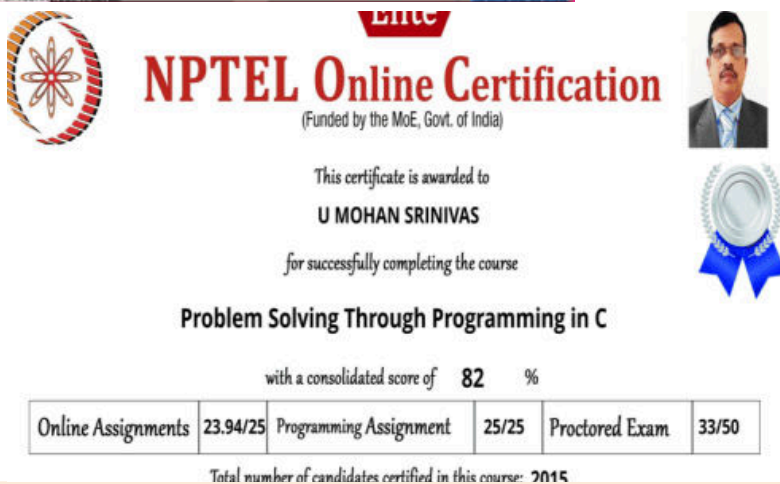 Elite
NPTEL Online Certification
(Funded by the MoE, Govt. of India)
This certificate is awarded to
U MOHAN SRINIVAS
for successfully completing the course
Problem Solving Through Programming in C
with a consolidated score of 82 %
Online Assignments 23.94/25 Programming Assignment 25/25 Proctored Exam 33/50
Total number of candidates certified in this course: 2015